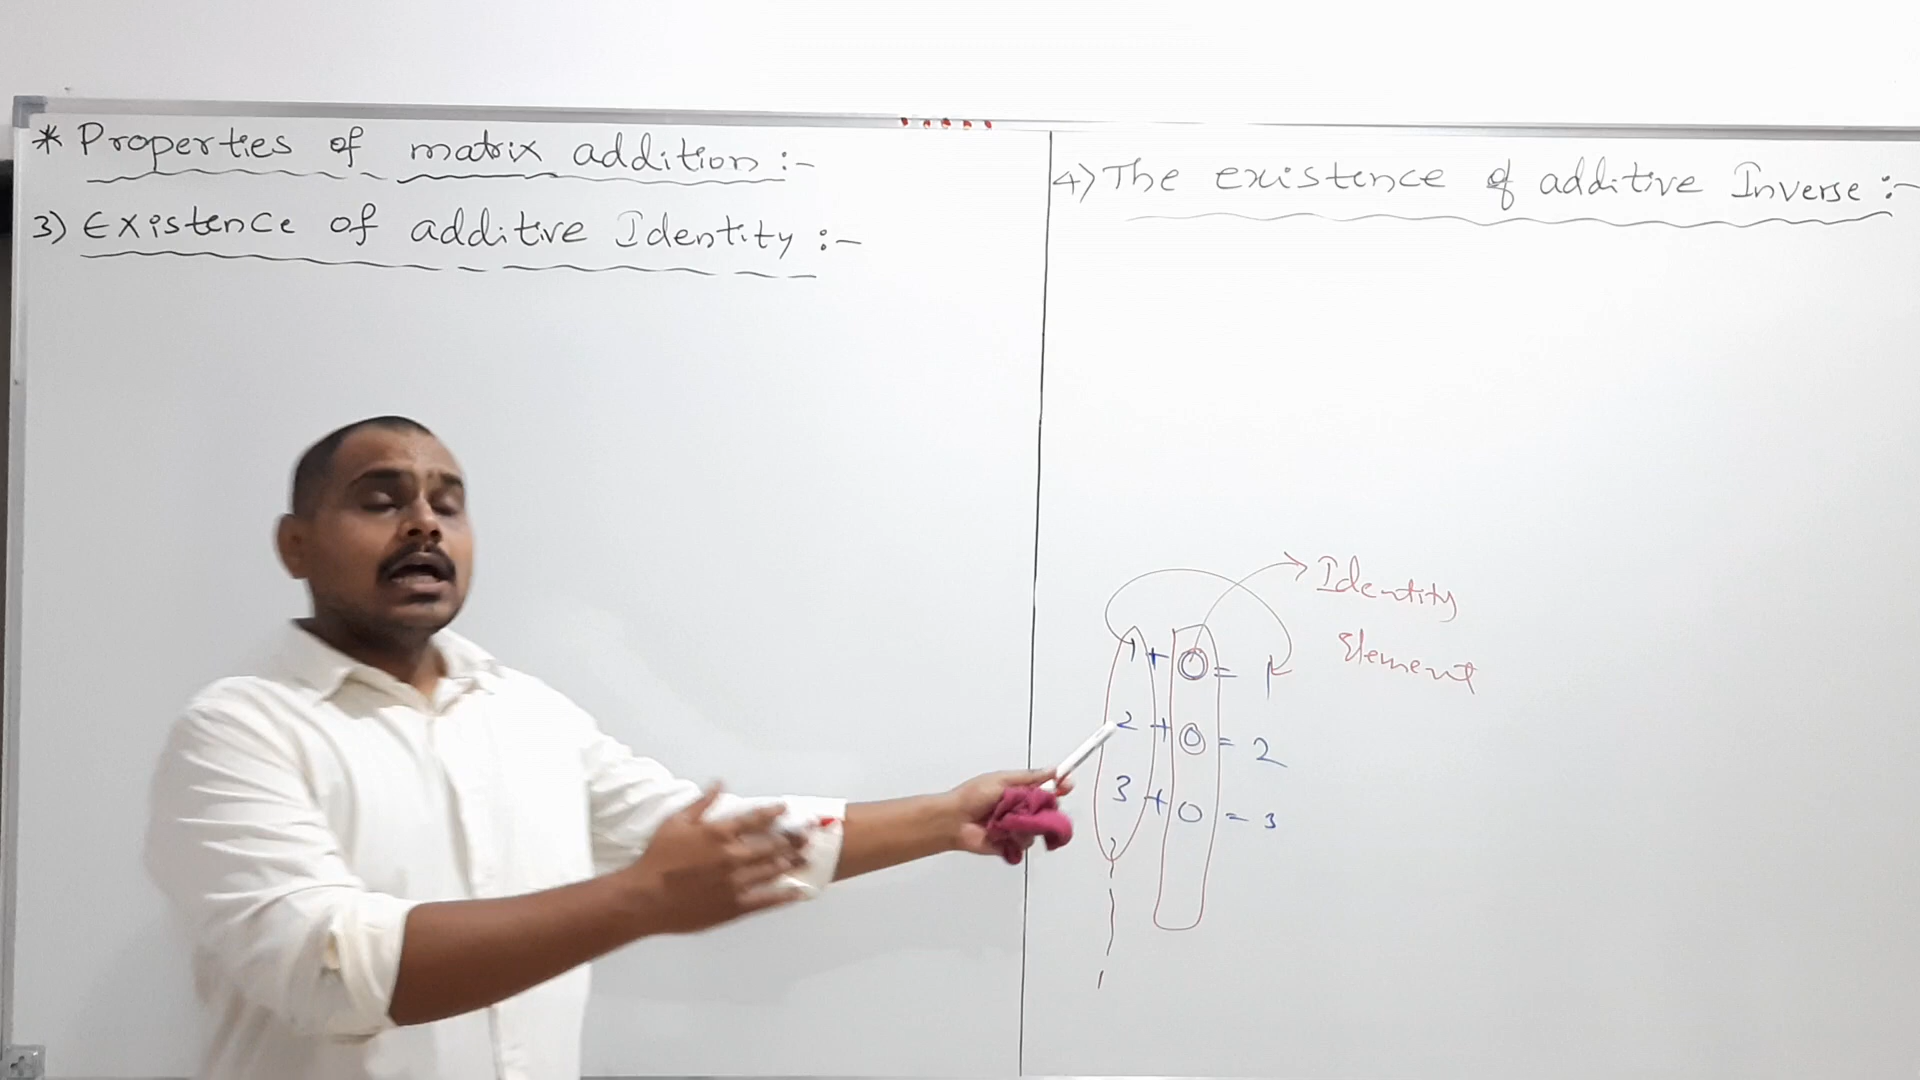 * Properties of matrix addition :-
3) Existence of additive Identity :-
4) The existence of additive Inverse :-
Identity
Element
1 + 0 = 1
2 + 0 = 2
3 + 0 = 3